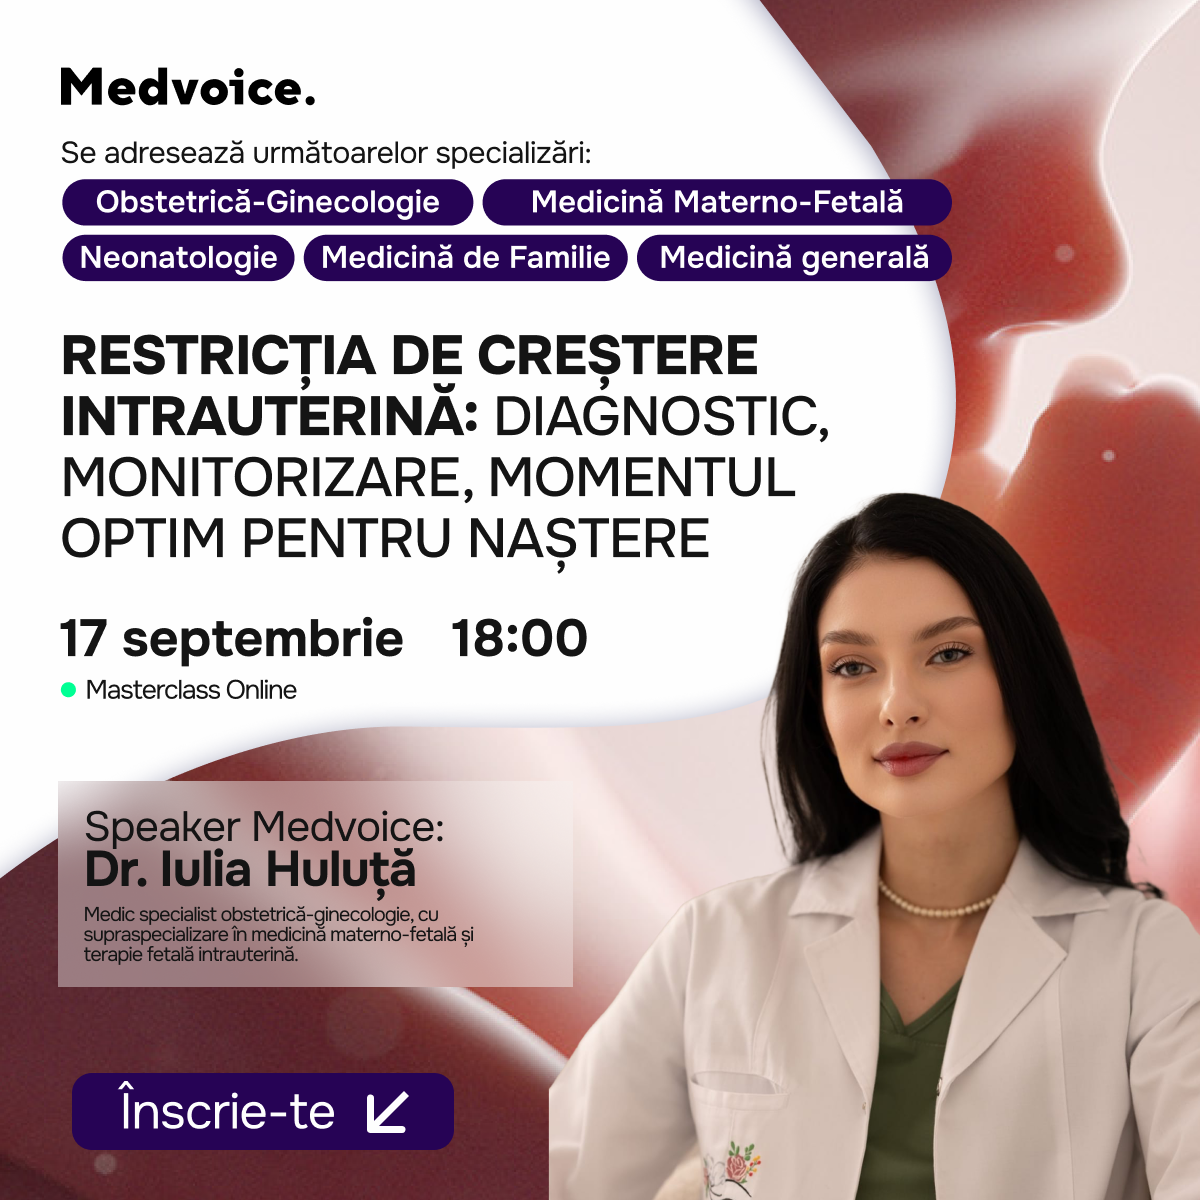 Medvoice.
Se adresează următoarelor specializări:
Obstetrică-Ginecologie Medicină Materno-Fetală
Neonatologie Medicină de Familie Medicină generală
RESTRICȚIA DE CREȘTERE
INTRAUTERINĂ: DIAGNOSTIC,
MONITORIZARE, MOMENTUL
OPTIM PENTRU NAȘTERE
17 septembrie 18:00
Masterclass Online
Speaker Medvoice:
Dr. Iulia Huluță
Medic specialist obstetrică-ginecologie, cu
supraspecializare în medicină materno-fetală și
terapie fetală intrauterină.
Înscrie-te